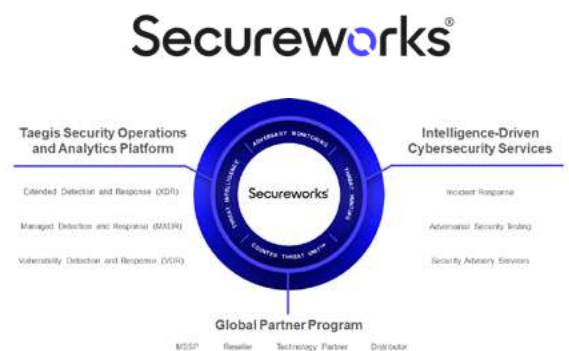 Secureworks®
Taegis Security Operations
and Analytics Platform
Extended Detection and Response (XDR)
Managed Detection and Response (MXDR)
Vulnerability Detection and Response (VDR)
ADVERSARY MONITORING
THREAT INTELLIGENCE
THREAT HUNTING
COUNTER THREAT UNIT™
Secureworks
Intelligence-Driven
Cybersecurity Services
Incident Response
Adversarial Security Testing
Security Advisory Services
Global Partner Program
MSSP Reseller Technology Partner Distributor